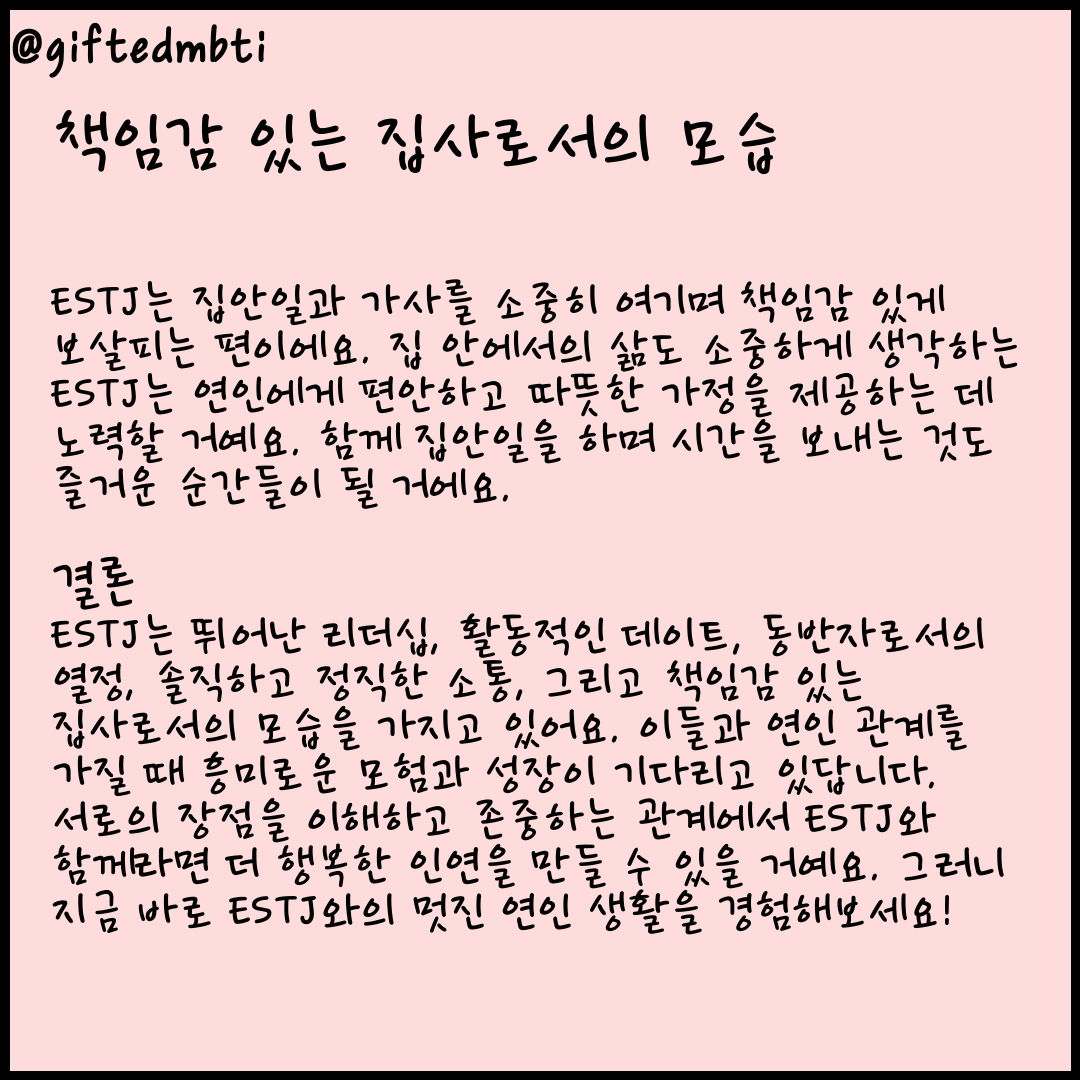 @giftedmbti
책임감 있는 집사로서의 모습
ESTJ는 집안일과 가사를 소중히 여기며 책임감 있게
보살피는 편이에요. 집 안에서의 삶도 소중하게 생각하는
ESTJ는 연인에게 편안하고 따뜻한 가정을 제공하는 데
노력할 거예요. 함께 집안일을 하며 시간을 보내는 것도
즐거운 순간들이 될 거에요.
결론
ESTJ는 뛰어난 리더십, 활동적인 데이트, 동반자로서의
열정, 솔직하고 정직한 소통, 그리고 책임감 있는
집사로서의 모습을 가지고 있어요. 이들과 연인 관계를
가질 때 흥미로운 모험과 성장이 기다리고 있답니다.
서로의 장점을 이해하고 존중하는 관계에서 ESTJ와
함께라면 더 행복한 인연을 만들 수 있을 거예요. 그러니
지금 바로 ESTJ와의 멋진 연인 생활을 경험해보세요!